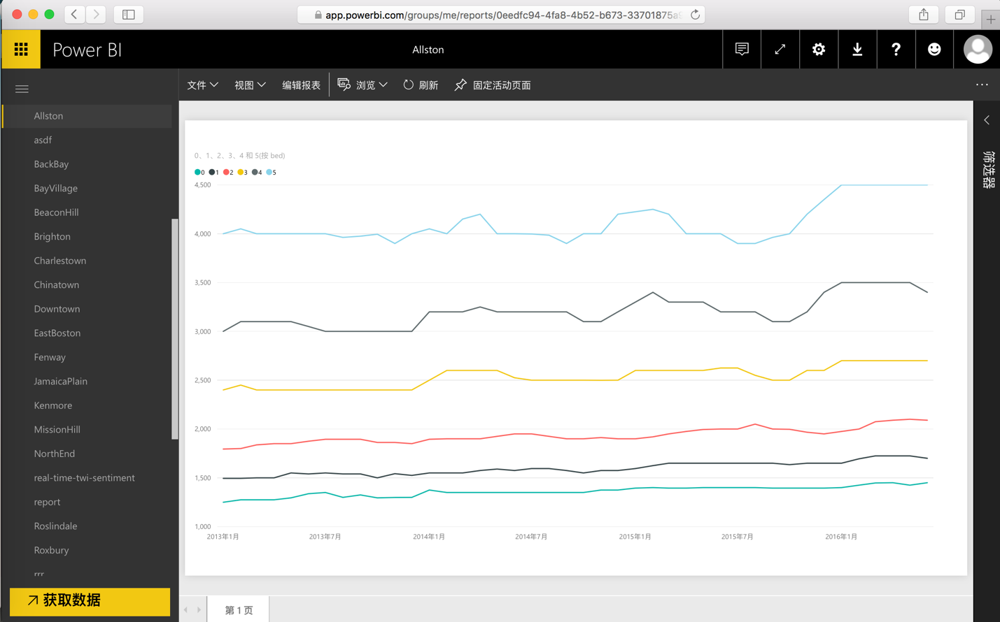 app.powerbi.com/groups/me/reports/0eedfc94-4fa8-4b52-b673-33701875a
Power BI
Allston
文件
视图
编辑报表
浏览
刷新
固定活动页面
Allston
asdf
BackBay
BayVillage
BeaconHill
Brighton
Charlestown
Chinatown
Downtown
EastBoston
Fenway
JamaicaPlain
Kenmore
MissionHill
NorthEnd
real-time-twi-sentiment
report
Roslindale
Roxbury
rrr
获取数据
0、1、2、3、4 和 5(按 bed)
0 1 2 3 4 5
4,500
4,000
3,500
3,000
2,500
2,000
1,500
1,000
2013年1月 2013年7月 2014年1月 2014年7月 2015年1月 2015年7月 2016年1月
筛选器
第 1 页